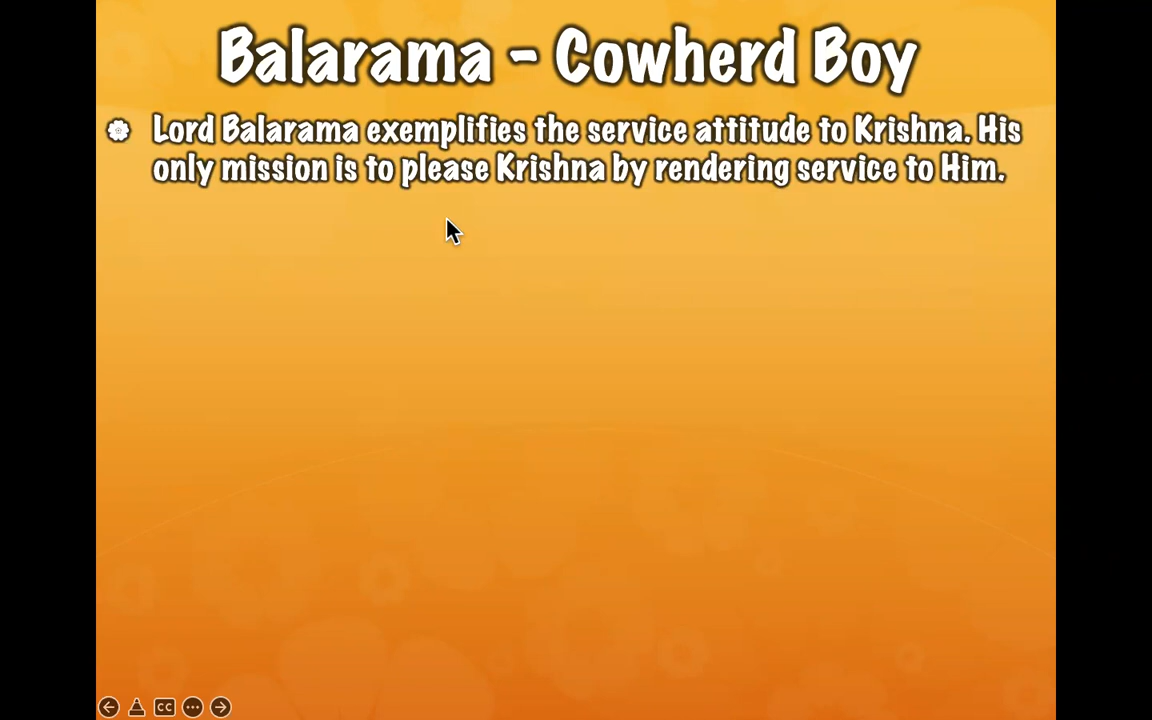 Balarama - Cowherd Boy
Lord Balarama exemplifies the service attitude to Krishna. His
only mission is to please Krishna by rendering service to Him.
CC